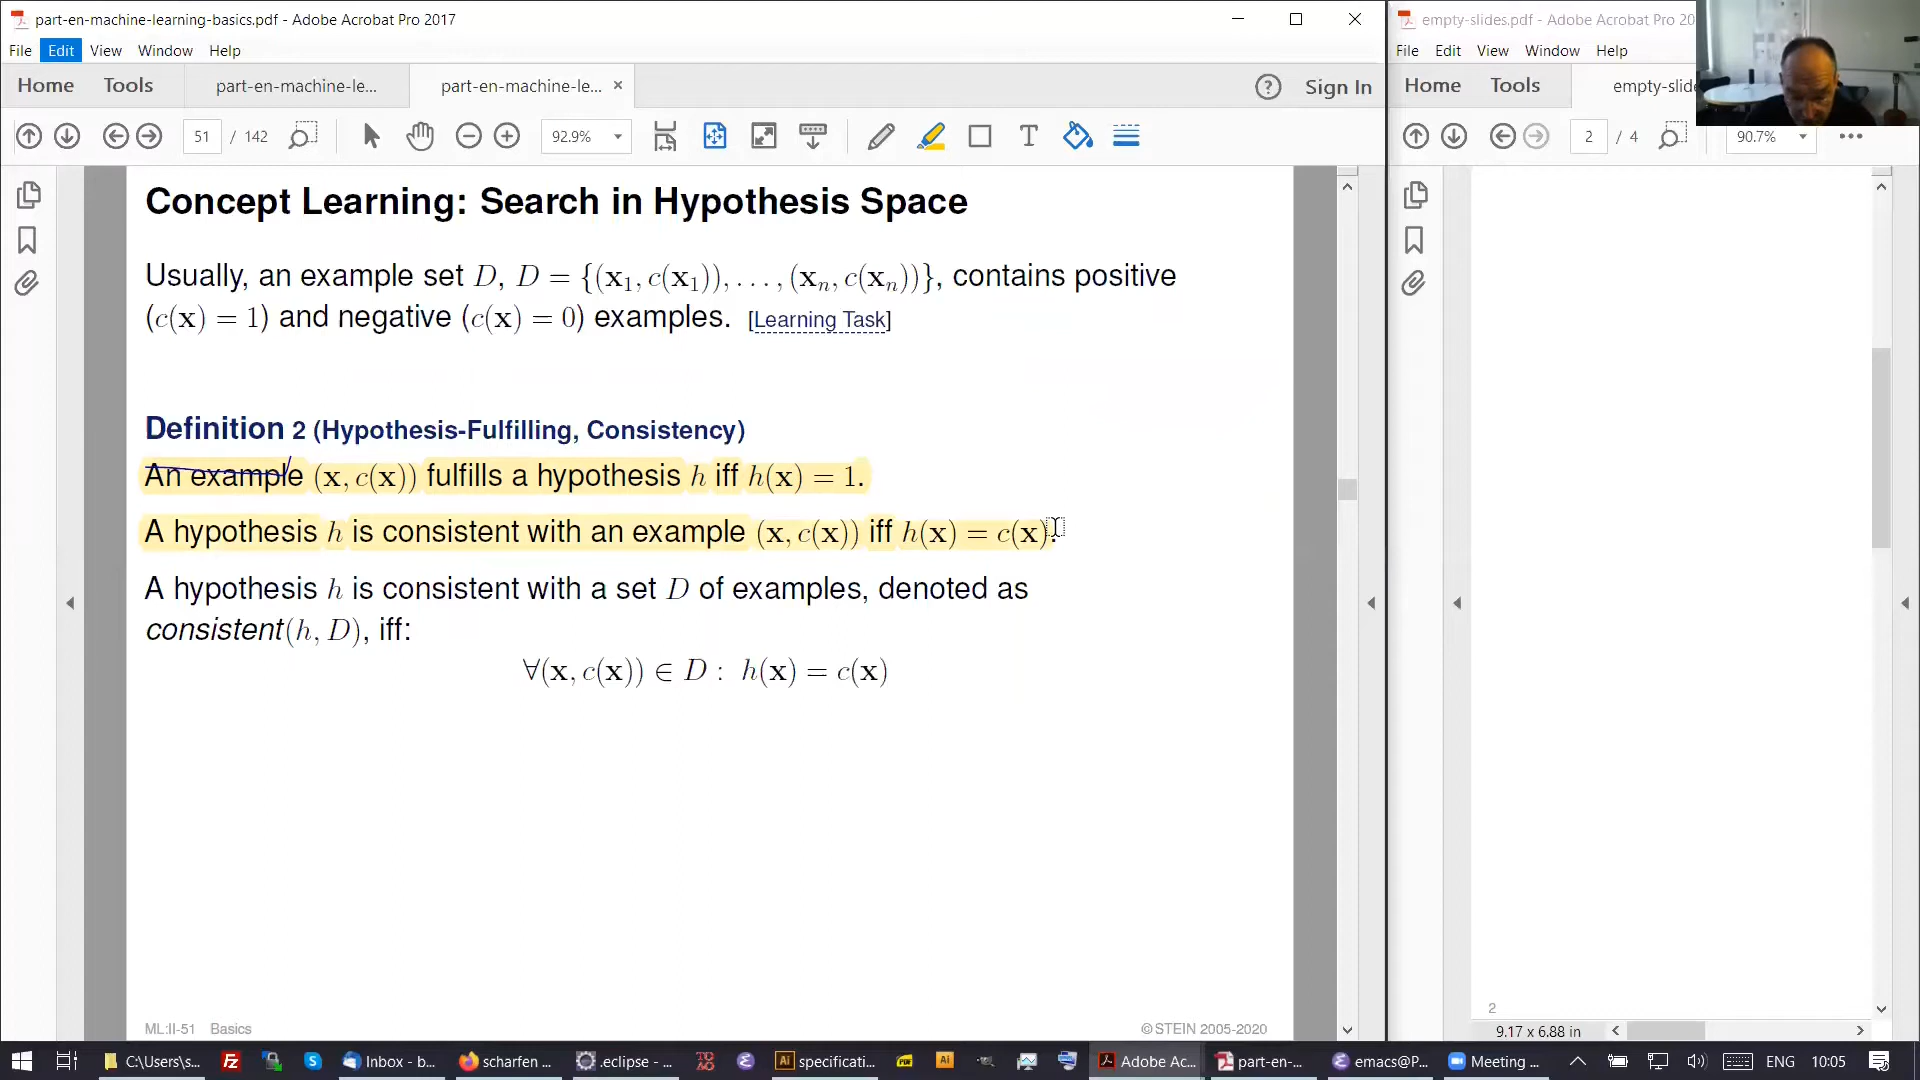 part-en-machine-learning-basics.pdf - Adobe Acrobat Pro 2017
File Edit View Window Help
Home Tools part-en-machine-le... part-en-machine-le... × ? Sign In
51 / 142 92.9%
Concept Learning: Search in Hypothesis Space
Usually, an example set D, D = {(x₁, c(x₁)), . . . , (xₙ, c(xₙ))}, contains positive
(c(x) = 1) and negative (c(x) = 0) examples. [Learning Task]
Definition 2 (Hypothesis-Fulfilling, Consistency)
An example (x, c(x)) fulfills a hypothesis h iff h(x) = 1.
A hypothesis h is consistent with an example (x, c(x)) iff h(x) = c(x).
A hypothesis h is consistent with a set D of examples, denoted as
consistent(h, D), iff:
∀(x, c(x)) ∈ D : h(x) = c(x)
ML:II-51 Basics © STEIN 2005-2020
empty-slides.pdf - Adobe Acrobat Pro 20
File Edit View Window Help
Home Tools empty-slide
2 / 4 90.7%
2
9.17 x 6.88 in
C:\Users\s... Inbox - b... scharfen ... .eclipse - ... specificati... Adobe Ac... part-en-... emacs@P... Meeting ... ENG 10:05